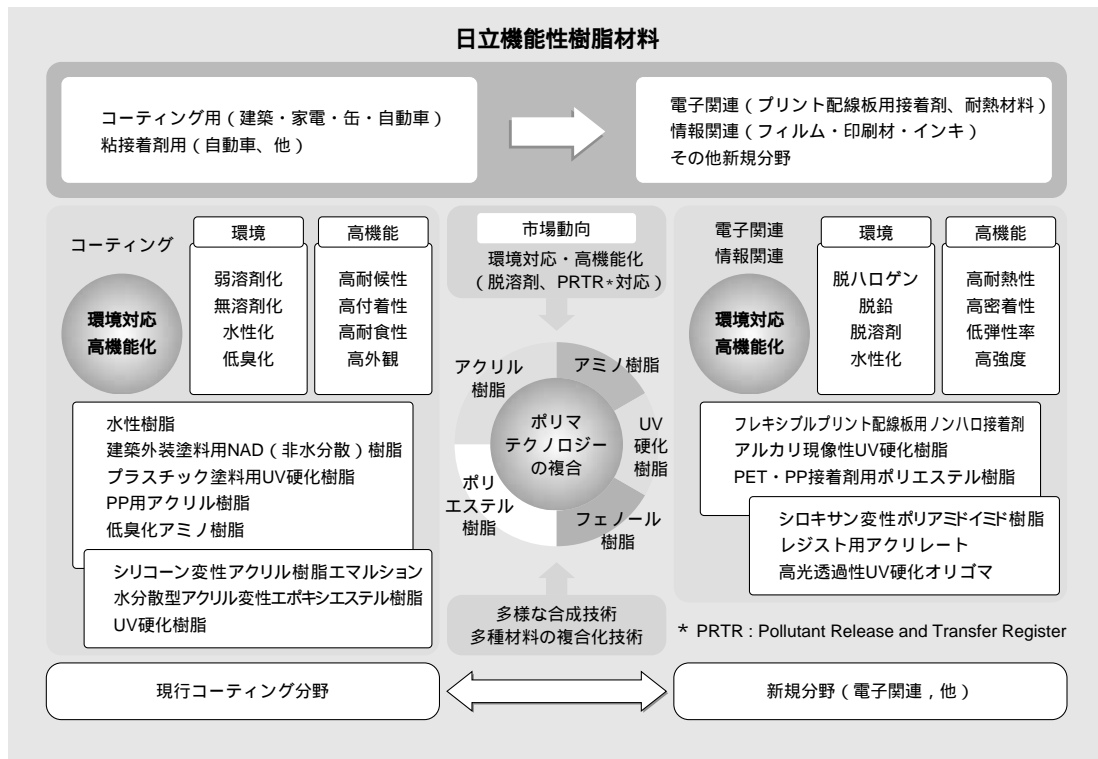 日立機能性樹脂材料
コーティング用(建築・家電・缶・自動車)
粘接着剤用(自動車、他)
電子関連(プリント配線板用接着剤、耐熱材料)
情報関連(フィルム・印刷材・インキ)
その他新規分野
コーティング
環境対応
高機能化
環境
弱溶剤化
無溶剤化
水性化
低臭化
高機能
高耐候性
高付着性
高耐食性
高外観
水性樹脂
建築外装塗料用NAD(非水分散)樹脂
プラスチック塗料用UV硬化樹脂
PP用アクリル樹脂
低臭化アミノ樹脂
シリコーン変性アクリル樹脂エマルション
水分散型アクリル変性エポキシエステル樹脂
UV硬化樹脂
市場動向
環境対応・高機能化
(脱溶剤、PRTR*対応)
アクリル
樹脂
アミノ樹脂
UV
硬化
樹脂
フェノール
樹脂
ポリ
エステル
樹脂
ポリマ
テクノロジー
の複合
多様な合成技術
多種材料の複合化技術
電子関連
情報関連
環境対応
高機能化
環境
脱ハロゲン
脱鉛
脱溶剤
水性化
高機能
高耐熱性
高密着性
低弾性率
高強度
フレキシブルプリント配線板用ノンハロ接着剤
アルカリ現像性UV硬化樹脂
PET・PP接着剤用ポリエステル樹脂
シロキサン変性ポリアミドイミド樹脂
レジスト用アクリレート
高光透過性UV硬化オリゴマ
* PRTR : Pollutant Release and Transfer Register
現行コーティング分野
新規分野(電子関連,他)